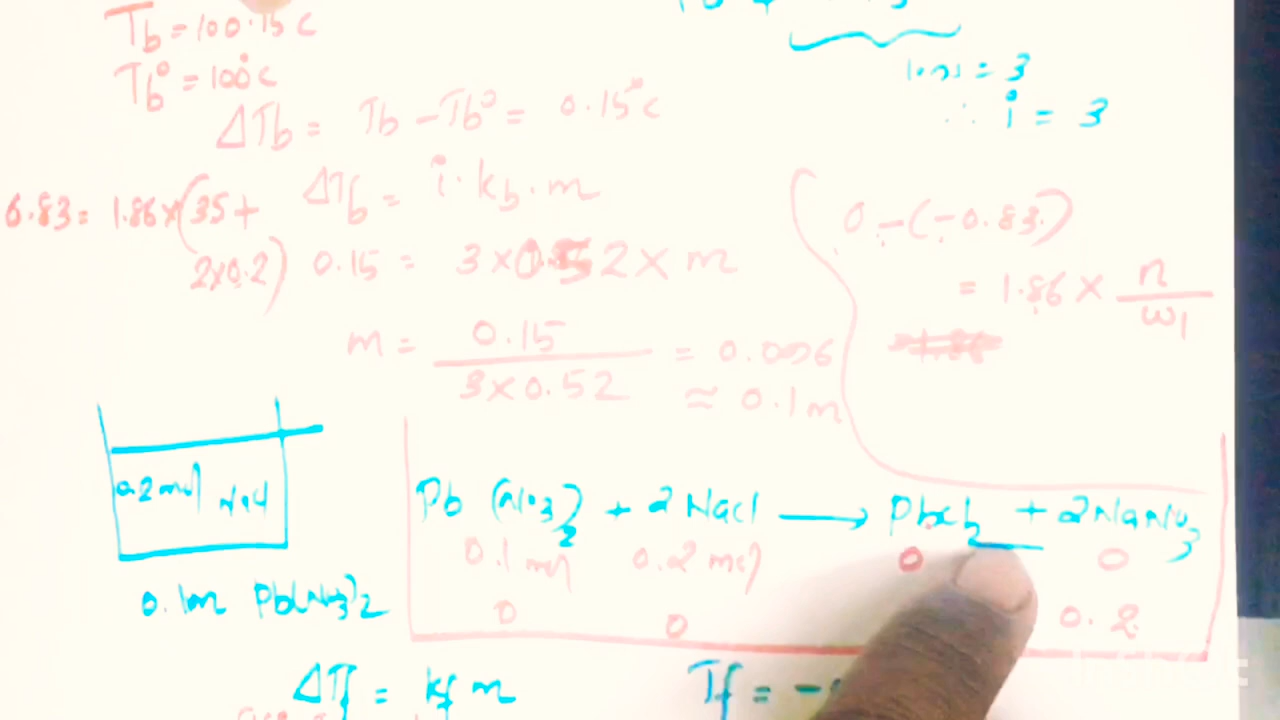 Tb = 100.15 C
Tb° = 100°C
ions = 3
∴ i = 3
ΔTb = Tb - Tb° = 0.15°C
ΔTb = i. kb. m
0.15 = 3 x 0.52 x m
m = 0.15 / 3 x 0.52 = 0.096
≈ 0.1m
0.83 = 1.86 x (35 +
2x0.2)
0 - (-0.83)
= 1.86 x n / w1
0.2 mol NaCl
0.1m Pb(NO3)2
Pb (NO3)2 + 2 NaCl ⟶ PbCl2 + 2NaNO3
0.1 mol 0.2 mol 0 0
0 0 0.2
ΔTf = kf m
Tf = -